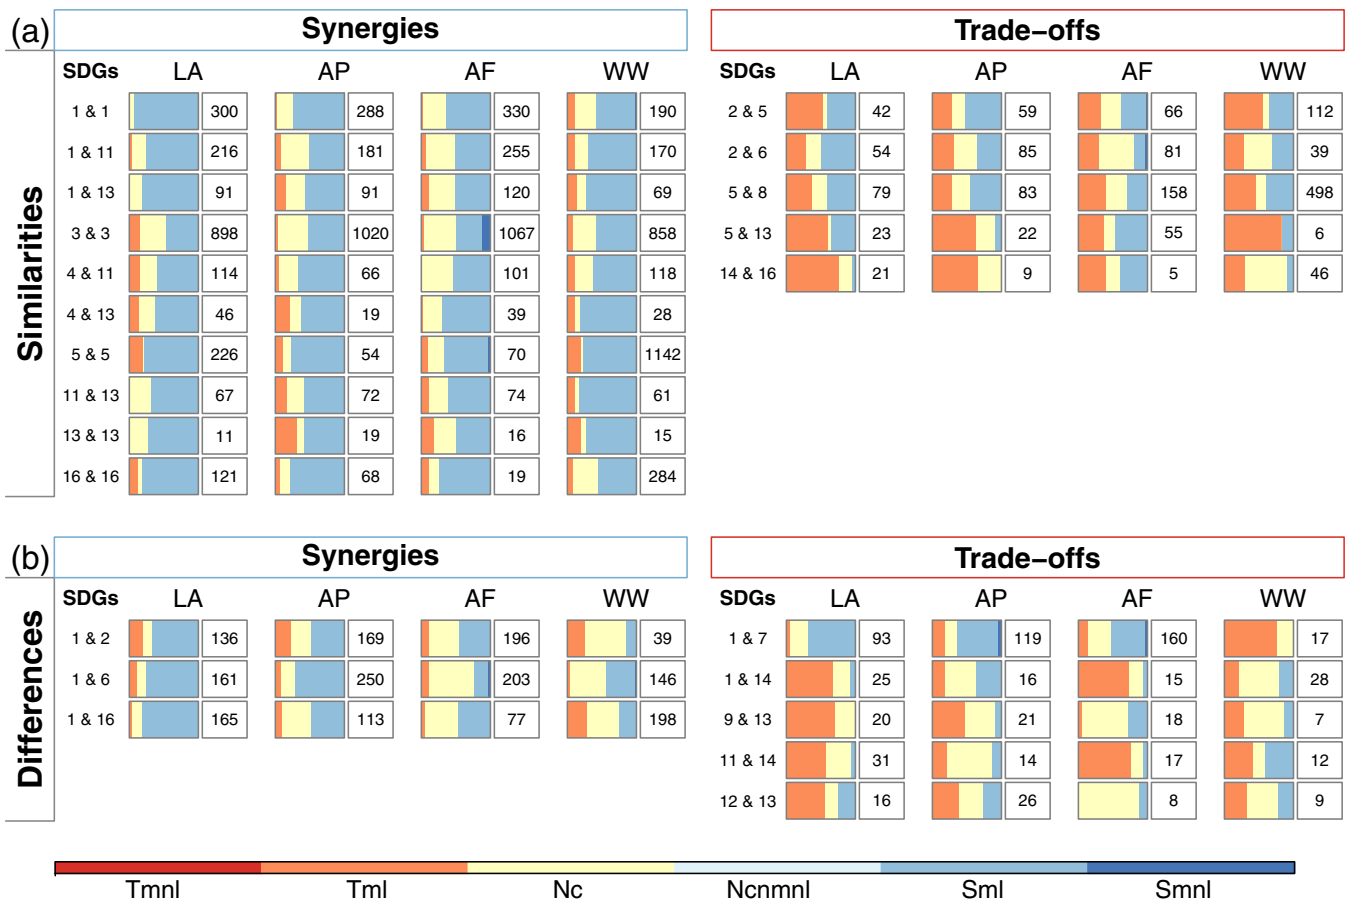 (a) Synergies Trade−offs
SDGs LA AP AF WW SDGs LA AP AF WW
Similarities
1 & 1 300 288 330 190 2 & 5 42 59 66 112
1 & 11 216 181 255 170 2 & 6 54 85 81 39
1 & 13 91 91 120 69 5 & 8 79 83 158 498
3 & 3 898 1020 1067 858 5 & 13 23 22 55 6
4 & 11 114 66 101 118 14 & 16 21 9 5 46
4 & 13 46 19 39 28
5 & 5 226 54 70 1142
11 & 13 67 72 74 61
13 & 13 11 19 16 15
16 & 16 121 68 19 284
(b) Synergies Trade−offs
SDGs LA AP AF WW SDGs LA AP AF WW
Differences
1 & 2 136 169 196 39 1 & 7 93 119 160 17
1 & 6 161 250 203 146 1 & 14 25 16 15 28
1 & 16 165 113 77 198 9 & 13 20 21 18 7
11 & 14 31 14 17 12
12 & 13 16 26 8 9
Tmnl Tml Nc Ncnmnl Sml Smnl